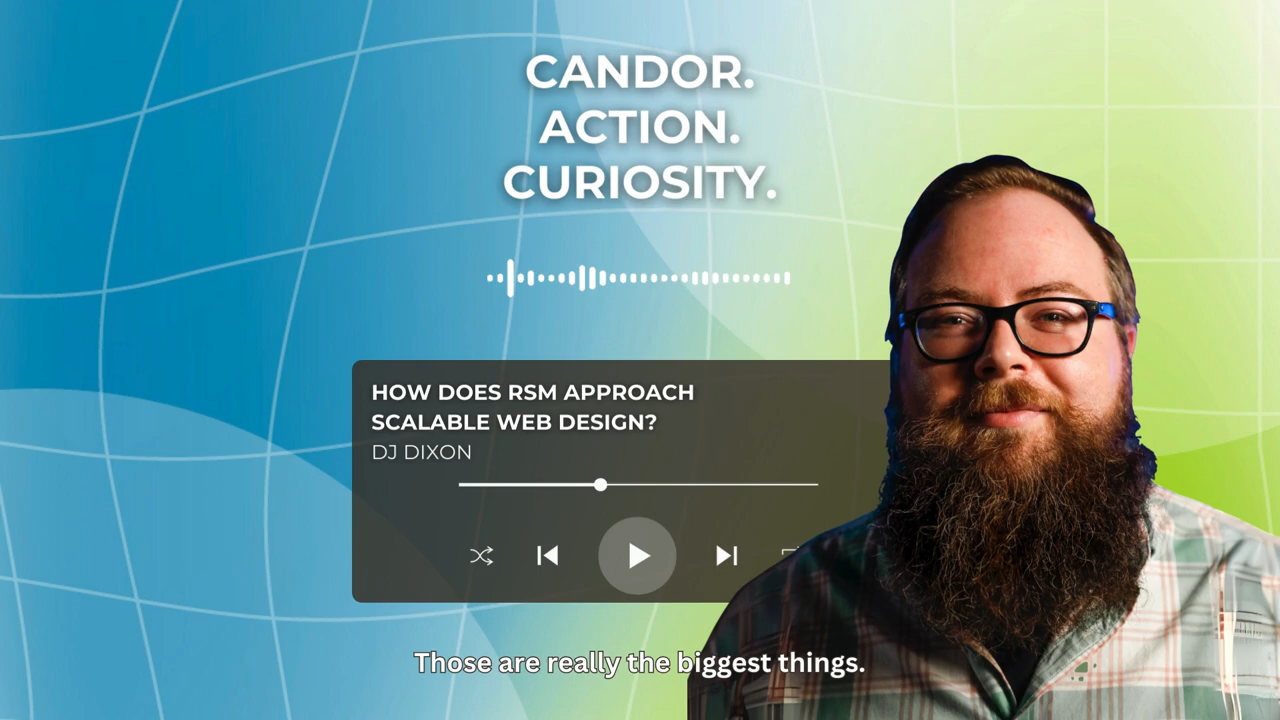 CANDOR.
ACTION.
CURIOSITY.
HOW DOES RSM APPROACH
SCALABLE WEB DESIGN?
DJ DIXON
Those are really the biggest things.